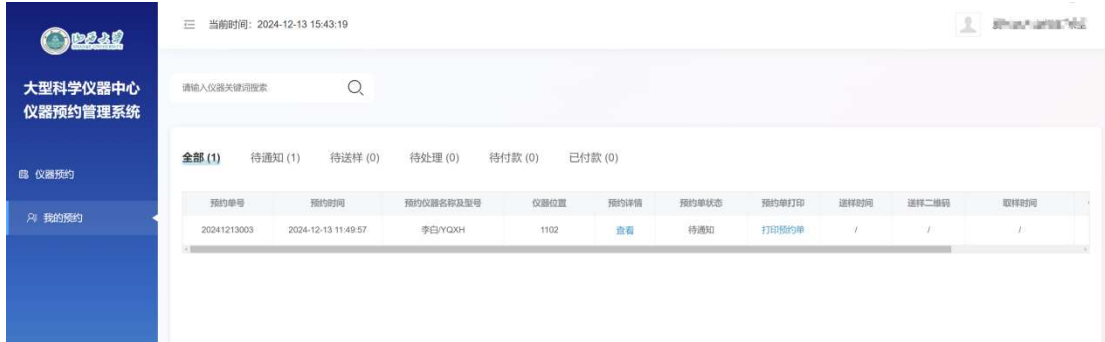 当前时间：2024-12-13 15:43:19
山西大学
大型科学仪器中心
仪器预约管理系统
仪器预约
我的预约
请输入仪器关键词搜索
全部 (1) 待通知 (1) 待送样 (0) 待处理 (0) 待付款 (0) 已付款 (0)
预约单号 预约时间 预约仪器名称及型号 仪器位置 预约详情 预约单状态 预约单打印 送样时间 送样二维码 取样时间
20241213003 2024-12-13 11:49:57 李白/YQXH 1102 查看 待通知 打印预约单 / / /